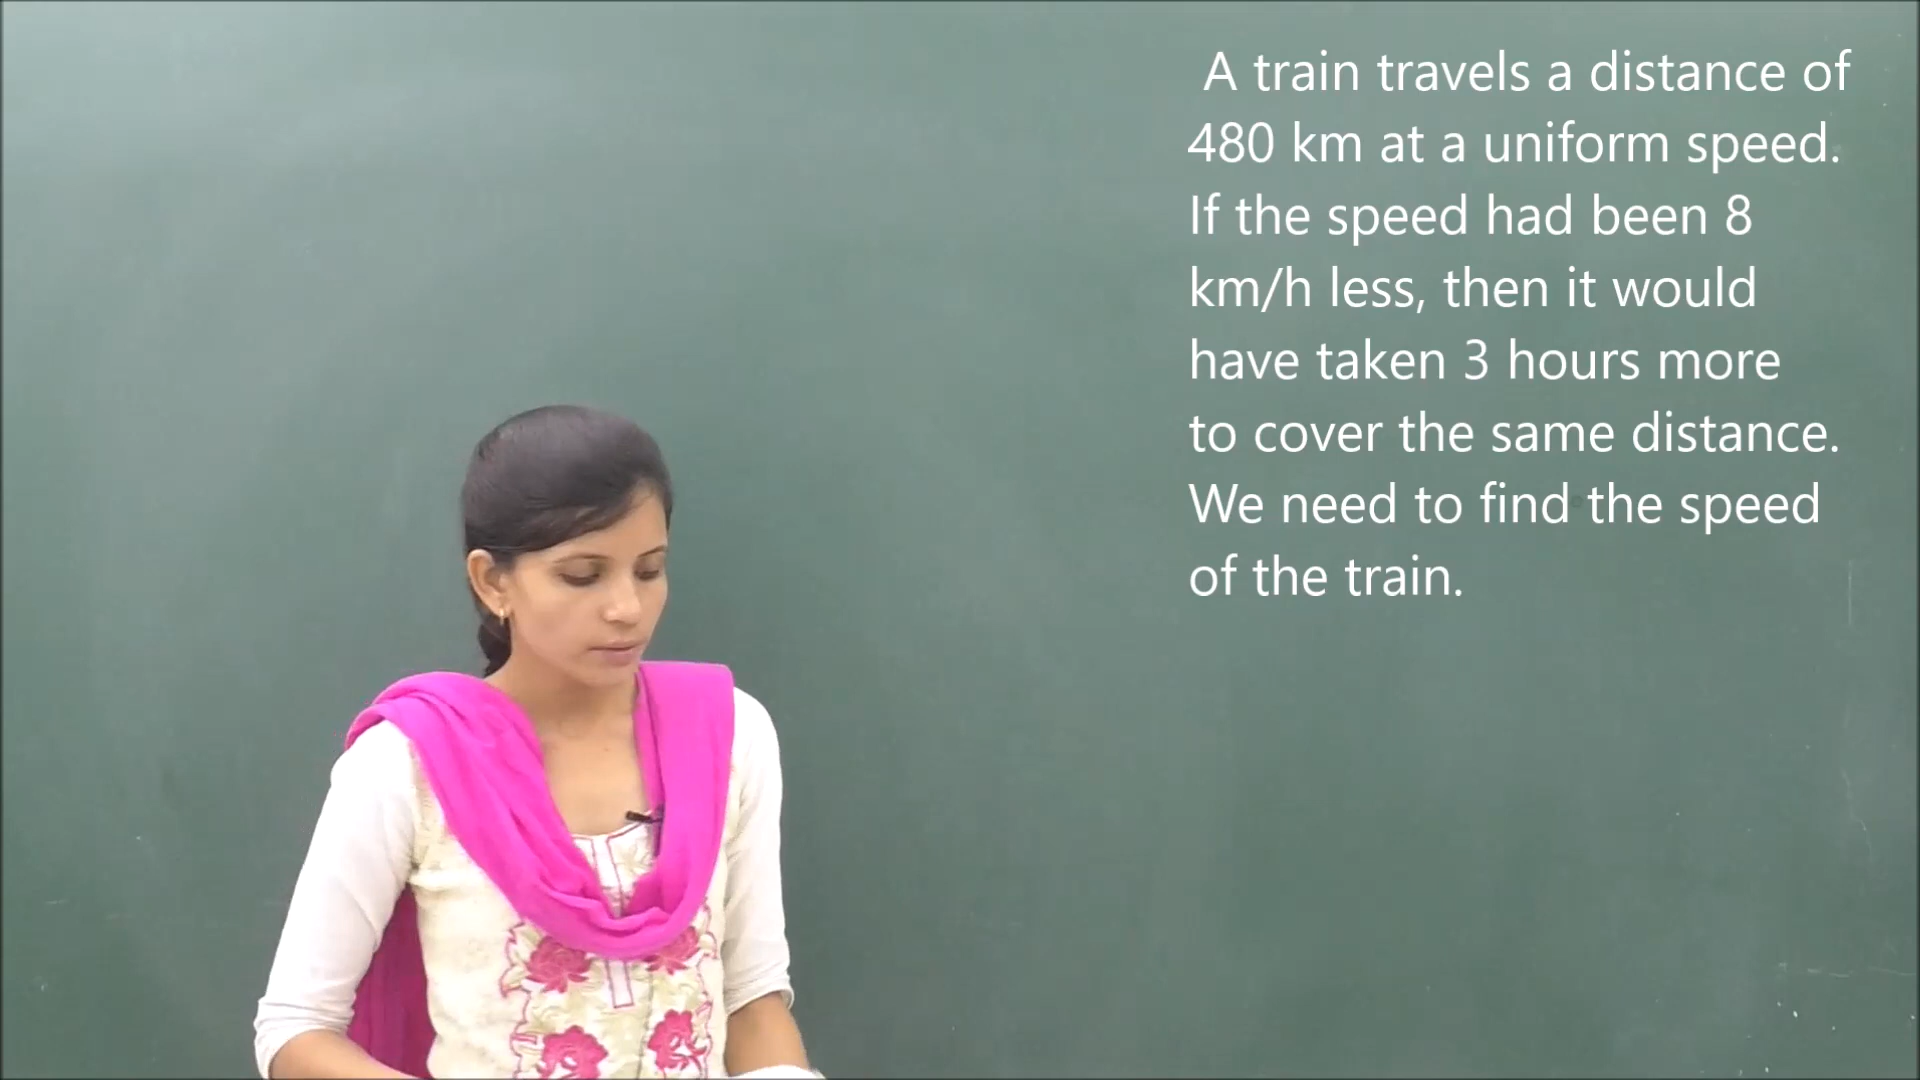 A train travels a distance of
480 km at a uniform speed.
If the speed had been 8
km/h less, then it would
have taken 3 hours more
to cover the same distance.
We need to find the speed
of the train.